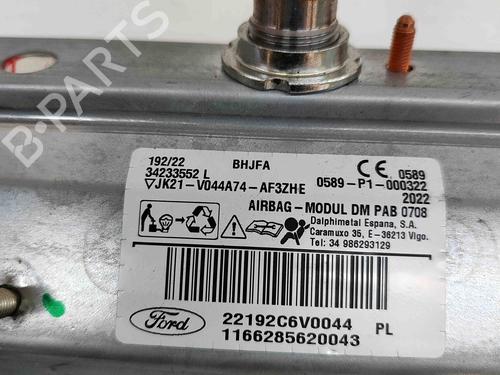 B-PARTS
192/22
BHJFA
34233552 L
CE 0589
▽JK21-V044A74-AF3ZHE
0589-P1-000322
2022
AIRBAG-MODUL DM PAB 0708
Dalphimetal Espana, S.A.
Caramuxo 35, E-36213 Vigo.
Tel: 34 986293129
Ford
22192C6V0044 PL
1166285620043